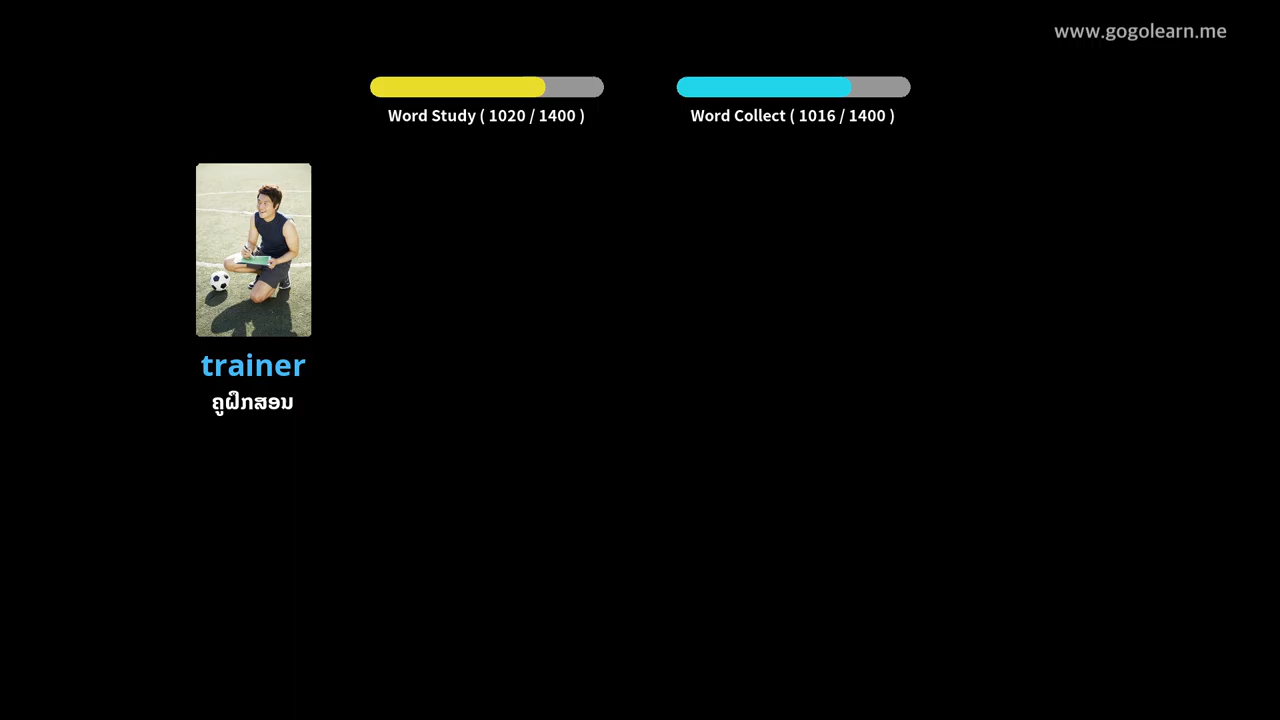 www.gogolearn.me
Word Study ( 1020 / 1400 )
Word Collect ( 1016 / 1400 )
trainer
ຄູຝຶກສອນ